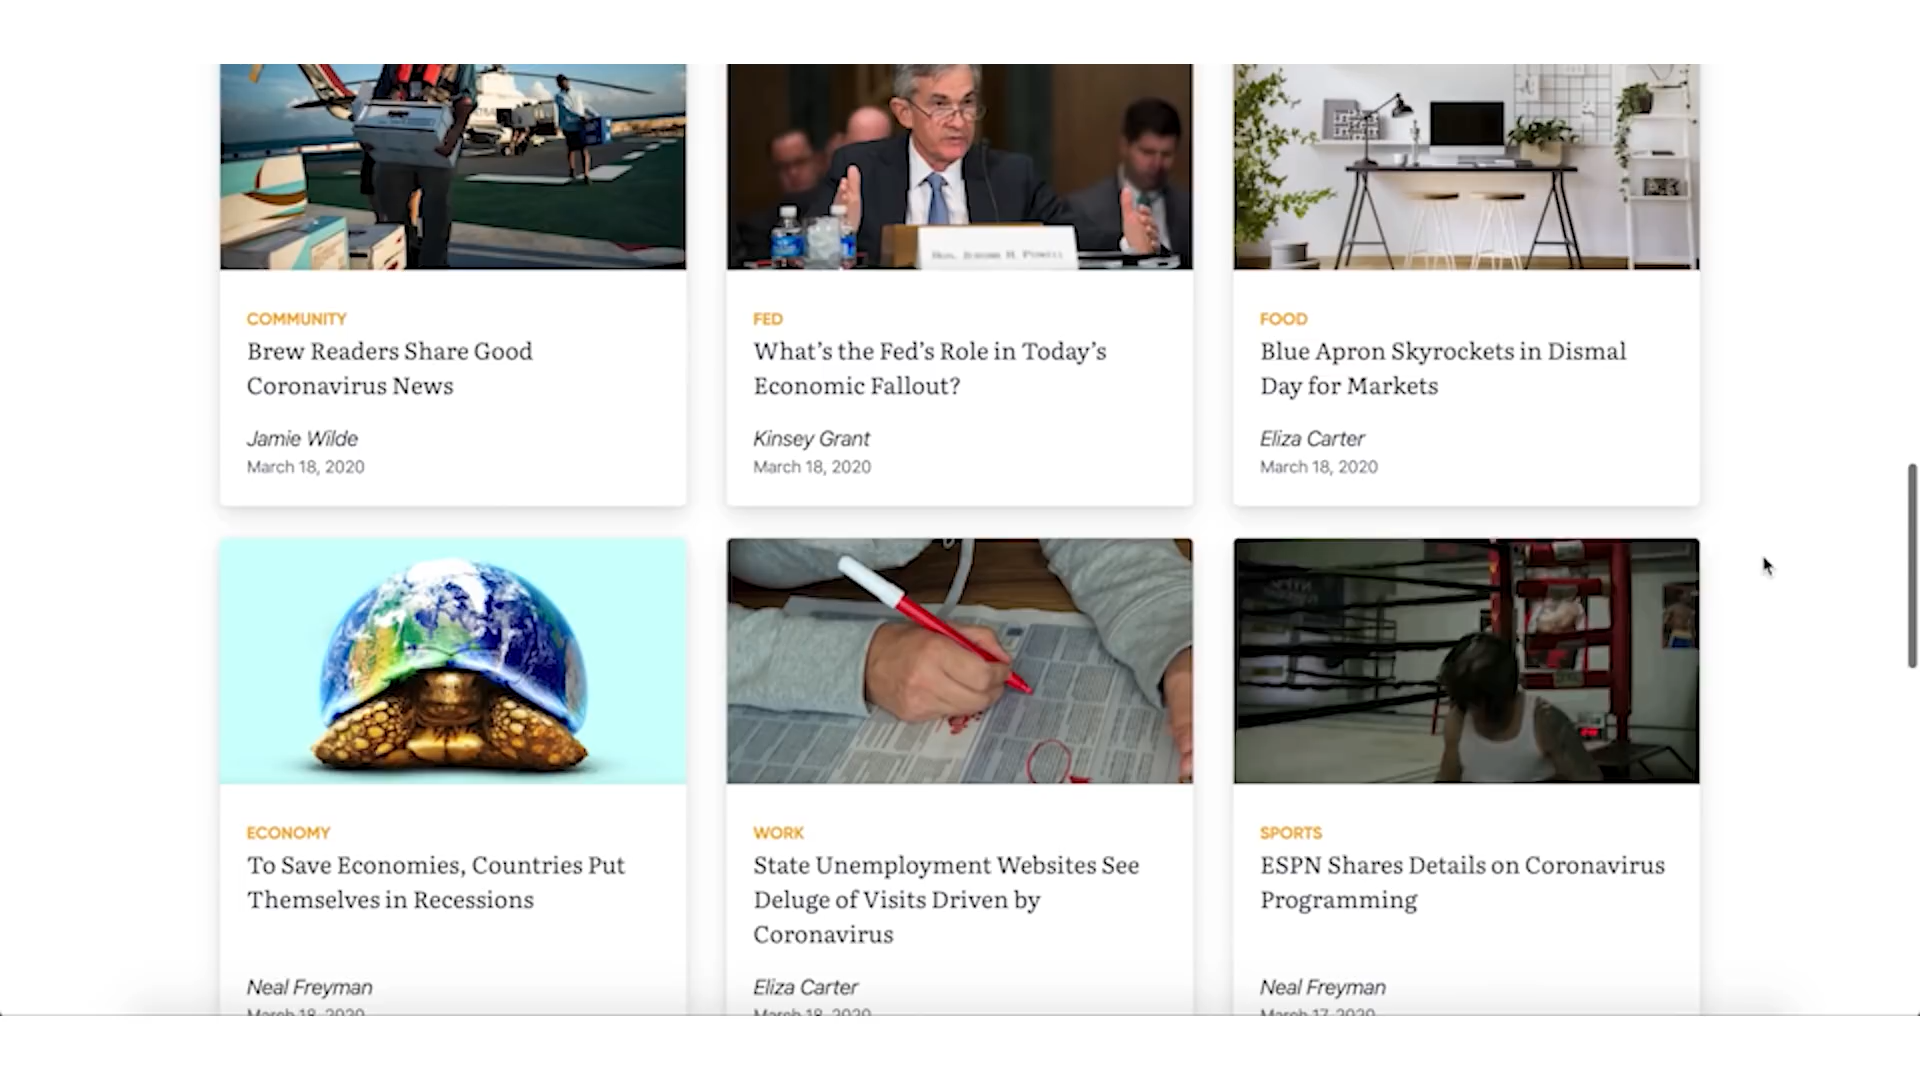 Hon. Jerome H. Powell
COMMUNITY
Brew Readers Share Good
Coronavirus News
Jamie Wilde
March 18, 2020
FED
What’s the Fed’s Role in Today’s
Economic Fallout?
Kinsey Grant
March 18, 2020
FOOD
Blue Apron Skyrockets in Dismal
Day for Markets
Eliza Carter
March 18, 2020
ECONOMY
To Save Economies, Countries Put
Themselves in Recessions
Neal Freyman
March 18, 2020
WORK
State Unemployment Websites See
Deluge of Visits Driven by
Coronavirus
Eliza Carter
March 18, 2020
SPORTS
ESPN Shares Details on Coronavirus
Programming
Neal Freyman
March 17, 2020